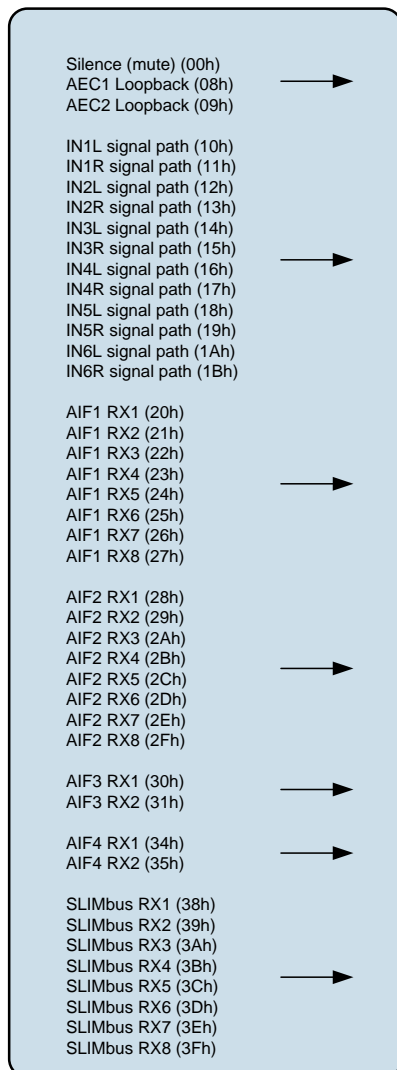 Silence (mute) (00h)
AEC1 Loopback (08h)
AEC2 Loopback (09h)
IN1L signal path (10h)
IN1R signal path (11h)
IN2L signal path (12h)
IN2R signal path (13h)
IN3L signal path (14h)
IN3R signal path (15h)
IN4L signal path (16h)
IN4R signal path (17h)
IN5L signal path (18h)
IN5R signal path (19h)
IN6L signal path (1Ah)
IN6R signal path (1Bh)
AIF1 RX1 (20h)
AIF1 RX2 (21h)
AIF1 RX3 (22h)
AIF1 RX4 (23h)
AIF1 RX5 (24h)
AIF1 RX6 (25h)
AIF1 RX7 (26h)
AIF1 RX8 (27h)
AIF2 RX1 (28h)
AIF2 RX2 (29h)
AIF2 RX3 (2Ah)
AIF2 RX4 (2Bh)
AIF2 RX5 (2Ch)
AIF2 RX6 (2Dh)
AIF2 RX7 (2Eh)
AIF2 RX8 (2Fh)
AIF3 RX1 (30h)
AIF3 RX2 (31h)
AIF4 RX1 (34h)
AIF4 RX2 (35h)
SLIMbus RX1 (38h)
SLIMbus RX2 (39h)
SLIMbus RX3 (3Ah)
SLIMbus RX4 (3Bh)
SLIMbus RX5 (3Ch)
SLIMbus RX6 (3Dh)
SLIMbus RX7 (3Eh)
SLIMbus RX8 (3Fh)